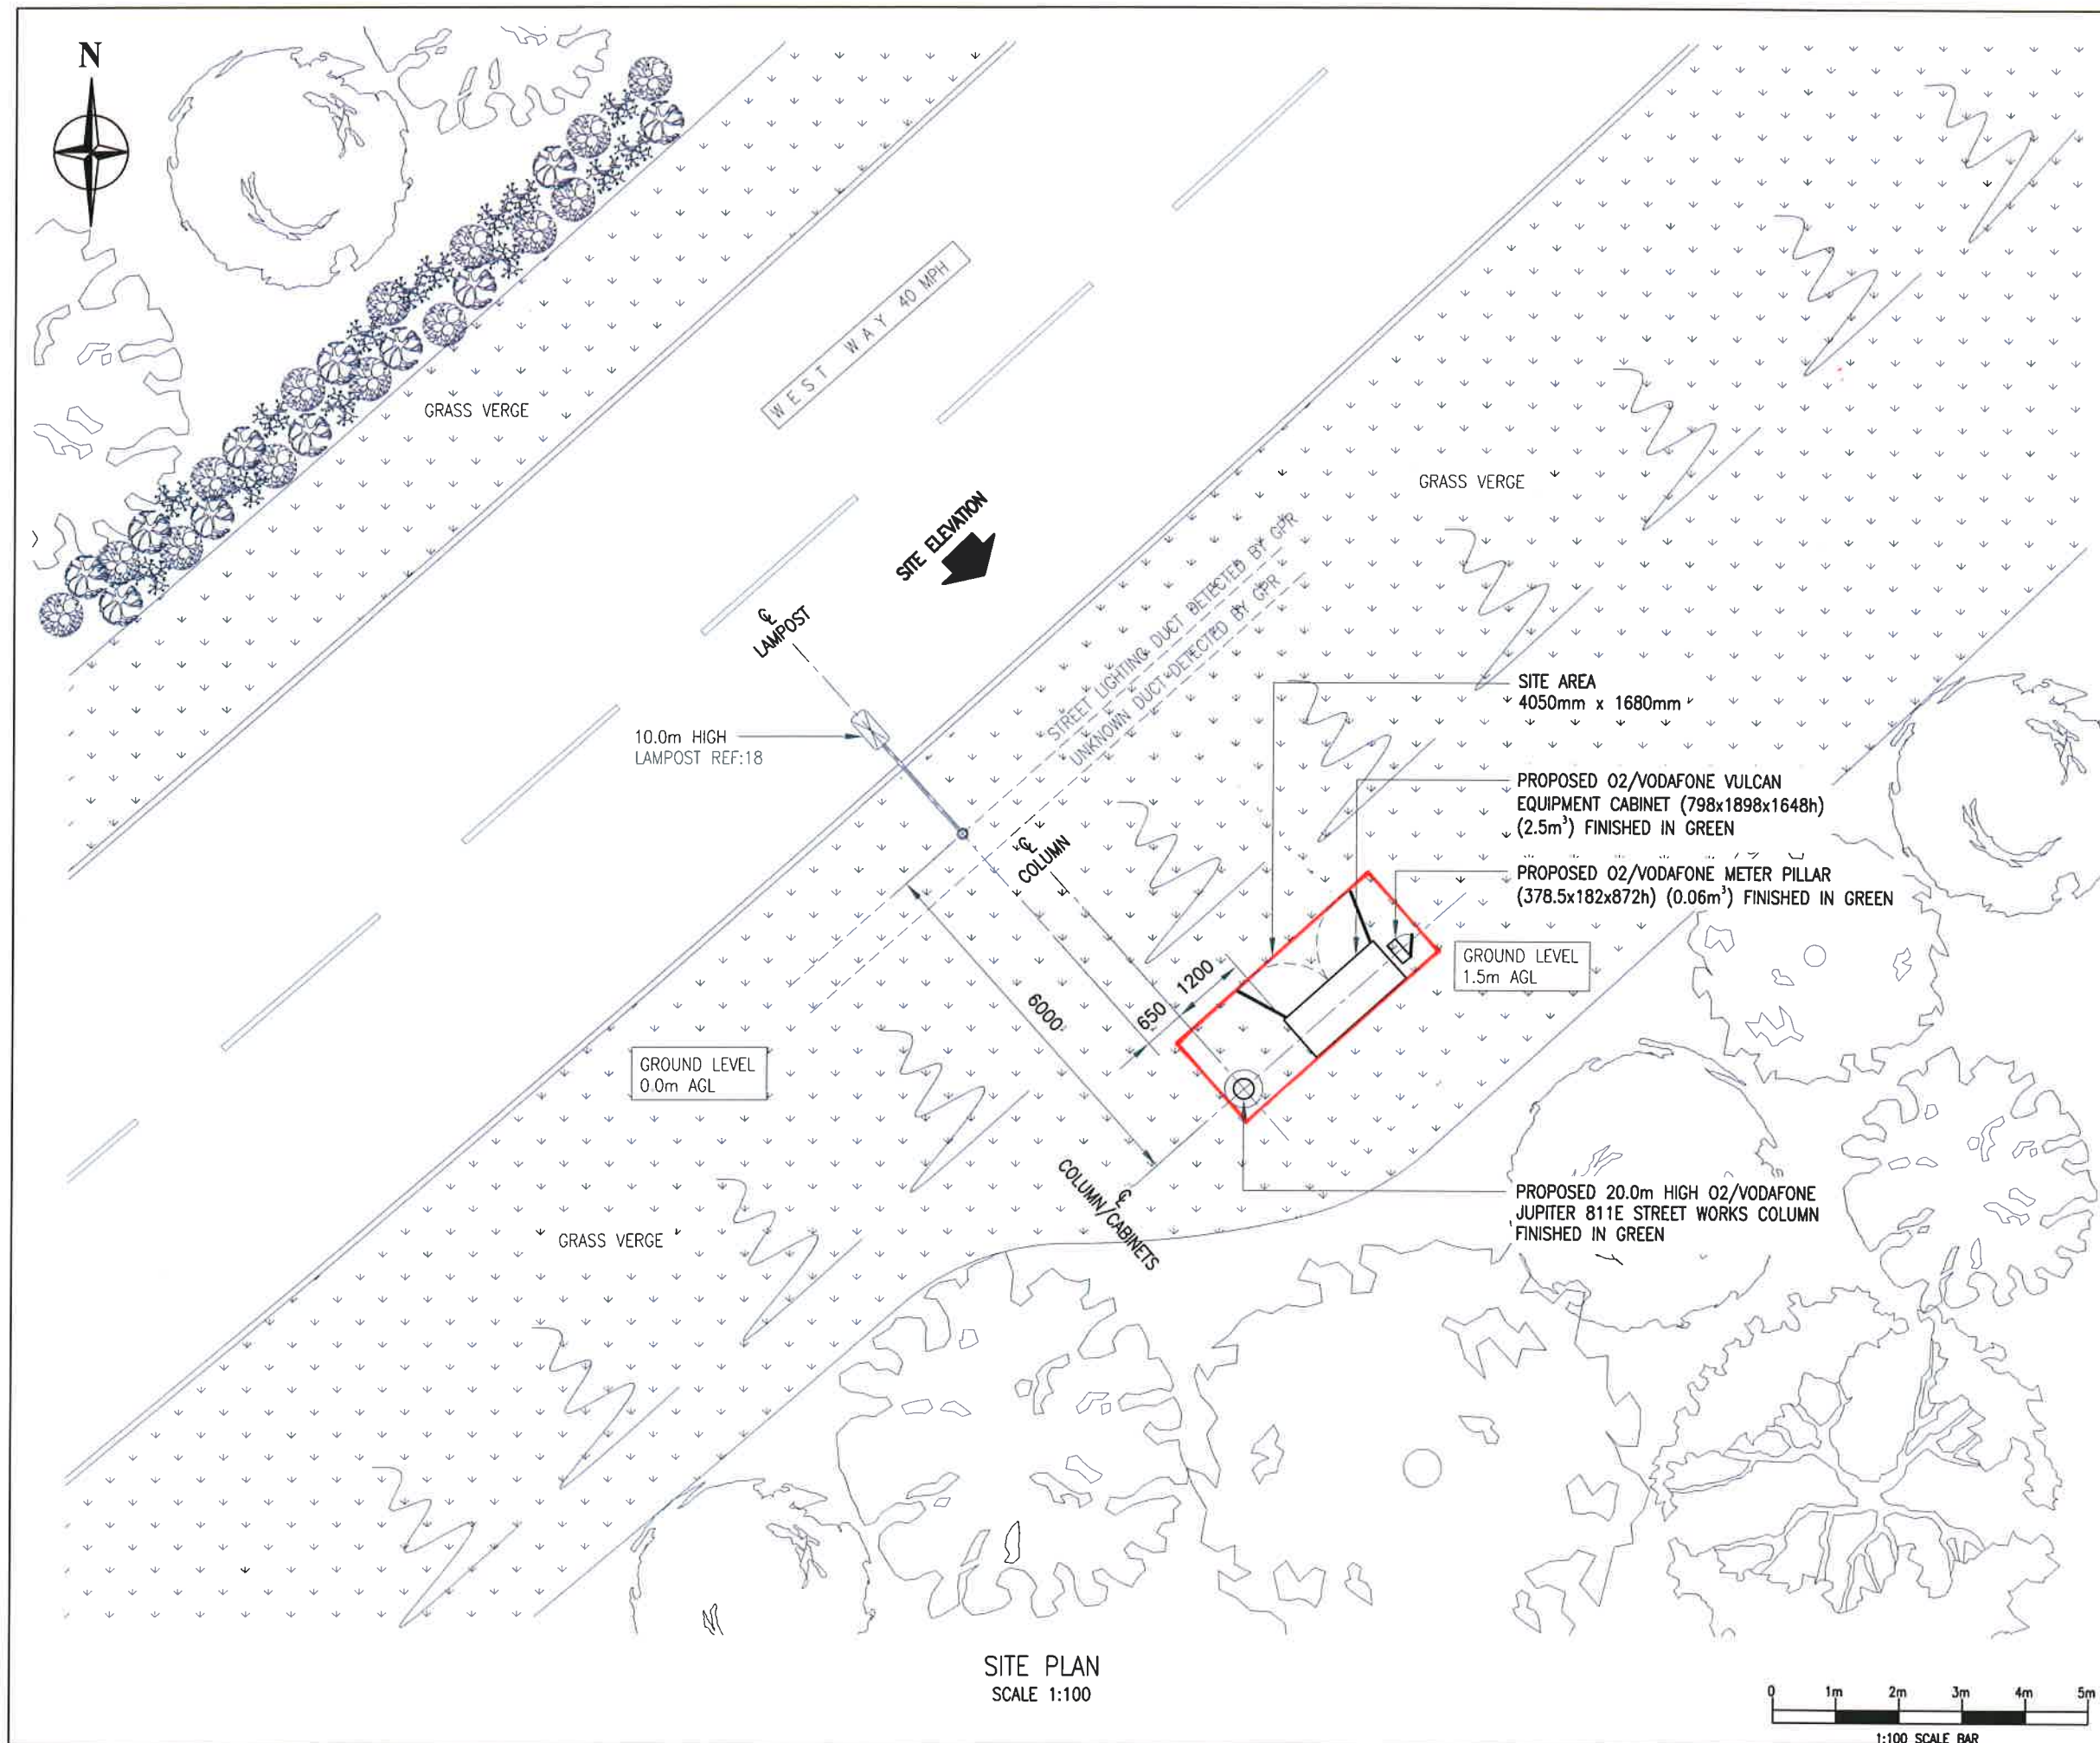 N
WEST WAY 40 MPH
GRASS VERGE
GRASS VERGE
SITE ELEVATION
STREET LIGHTING DUCT DETECTED BY GPR
UNKNOWN DUCT DETECTED BY GPR
℄
LAMPOST
10.0m HIGH
LAMPOST REF:18
SITE AREA
4050mm x 1680mm
PROPOSED O2/VODAFONE VULCAN
EQUIPMENT CABINET (798x1898x1648h)
(2.5m³) FINISHED IN GREEN
℄
COLUMN
PROPOSED O2/VODAFONE METER PILLAR
(378.5x182x872h) (0.06m³) FINISHED IN GREEN
GROUND LEVEL
1.5m AGL
1200
650
6000
GROUND LEVEL
0.0m AGL
℄
COLUMN/CABINETS
PROPOSED 20.0m HIGH O2/VODAFONE
JUPITER 811E STREET WORKS COLUMN
FINISHED IN GREEN
GRASS VERGE
SITE PLAN
SCALE 1:100
0 1m 2m 3m 4m 5m
1:100 SCALE BAR